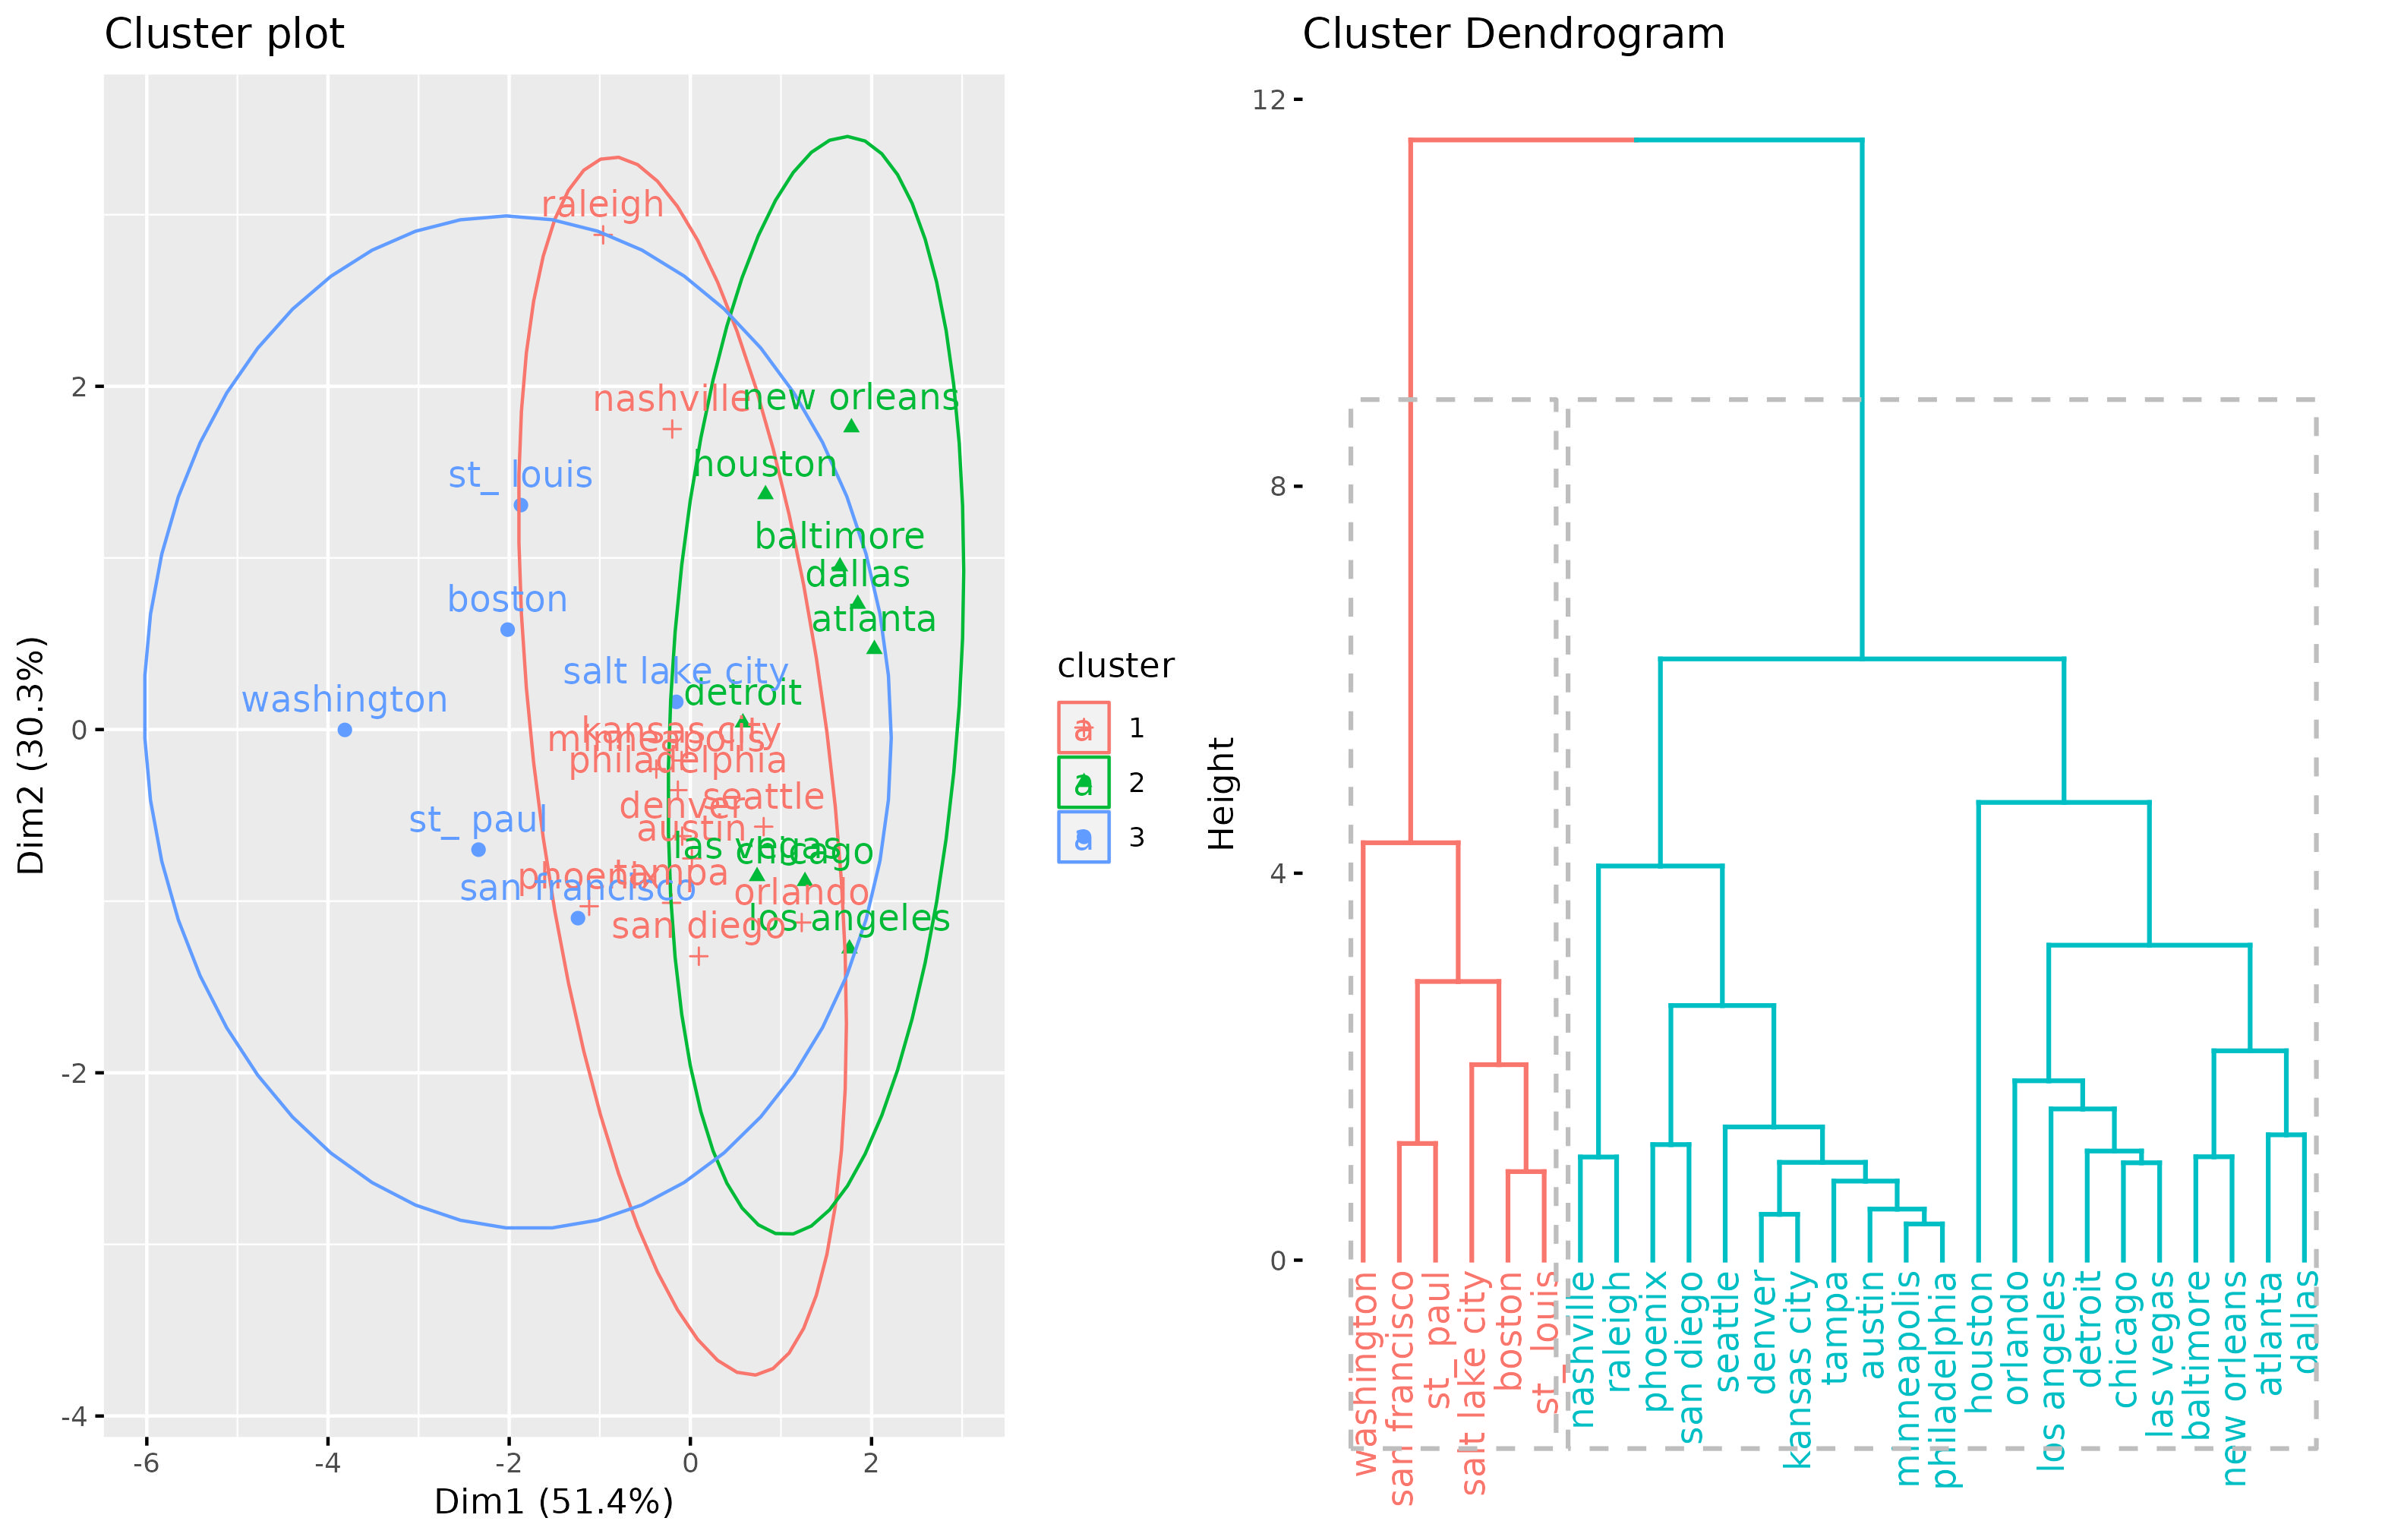 Cluster plot
raleigh
nashville
new orleans
houston
st_ louis
baltimore
dallas
boston
atlanta
salt lake city
detroit
washington
kansas city
minneapolis
philadelphia
seattle
denver
st_ paul
austin
las vegas
chicago
phoenix
tampa
san francisco
orlando
los angeles
san diego
2
0
-2
-4
-6
-4
-2
0
2
Dim1 (51.4%)
Dim2 (30.3%)
cluster
a 1
a 2
a 3
Cluster Dendrogram
12
8
4
0
Height
washington
san francisco
st_ paul
salt lake city
boston
st_ louis
nashville
raleigh
phoenix
san diego
seattle
denver
kansas city
tampa
austin
minneapolis
philadelphia
houston
orlando
los angeles
detroit
chicago
las vegas
baltimore
new orleans
atlanta
dallas